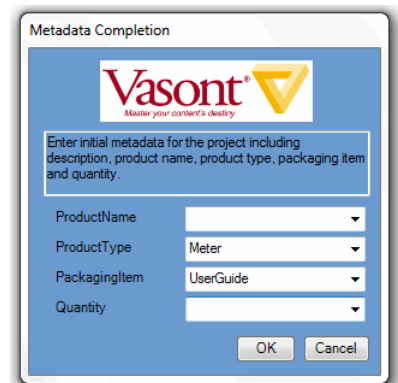 Metadata Completion
Vasont®
Master your content's destiny
Enter initial metadata for the project including
description, product name, product type, packaging item
and quantity.
ProductName
ProductType Meter
PackagingItem UserGuide
Quantity
OK Cancel